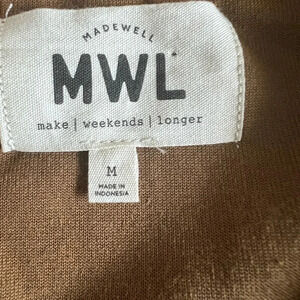 MADEWELL
MWL
make | weekends | longer
M
MADE IN
INDONESIA